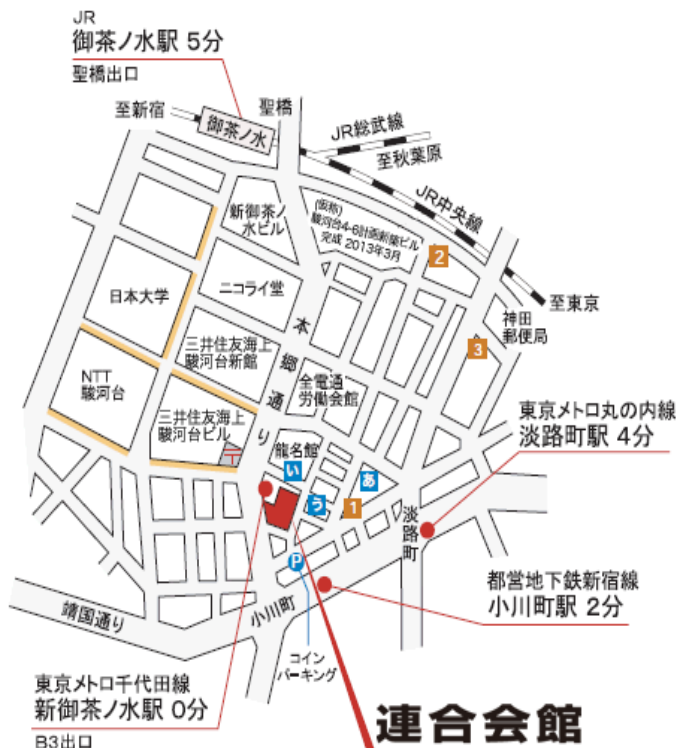 JR
御茶ノ水駅 5分
聖橋出口
至新宿
聖橋
御茶ノ水
JR総武線
至秋葉原
JR中央線
新御茶ノ
水ビル
(仮称)
駿河台4-6計画新築ビル
完成 2013年3月
2
至東京
日本大学
ニコライ堂
神田
郵便局
3
本郷通り
三井住友海上
駿河台新館
NTT
駿河台
全電通
労働会館
三井住友海上
駿河台ビル
〒
東京メトロ丸の内線
淡路町駅 4分
龍名館
い
あ
う
1
淡路町
P
都営地下鉄新宿線
小川町駅 2分
靖国通り
小川町
コイン
パーキング
東京メトロ千代田線
新御茶ノ水駅 0分
B3出口
連合会館